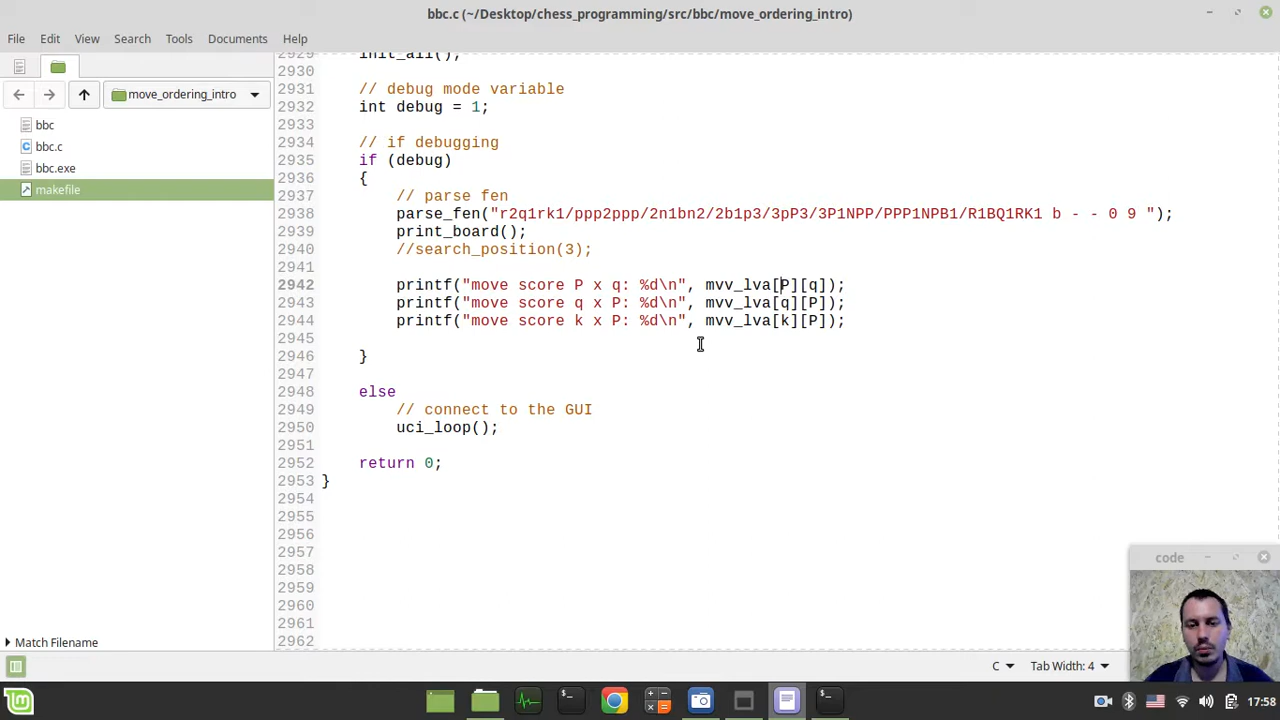 bbc.c (~/Desktop/chess_programming/src/bbc/move_ordering_intro)
File Edit View Search Tools Documents Help
move_ordering_intro
bbc
bbc.c
bbc.exe
makefile
Match Filename
2929 init_all();
2930
2931 // debug mode variable
2932 int debug = 1;
2933
2934 // if debugging
2935 if (debug)
2936 {
2937 // parse fen
2938 parse_fen("r2q1rk1/ppp2ppp/2n1bn2/2b1p3/3pP3/3P1NPP/PPP1NPB1/R1BQ1RK1 b - - 0 9 ");
2939 print_board();
2940 //search_position(3);
2941
2942 printf("move score P x q: %d\n", mvv_lva[P][q]);
2943 printf("move score q x P: %d\n", mvv_lva[q][P]);
2944 printf("move score k x P: %d\n", mvv_lva[k][P]);
2945
2946 }
2947
2948 else
2949 // connect to the GUI
2950 uci_loop();
2951
2952 return 0;
2953 }
2954
2955
2956
2957
2958
2959
2960
2961
2962
code
C Tab Width: 4
17:58